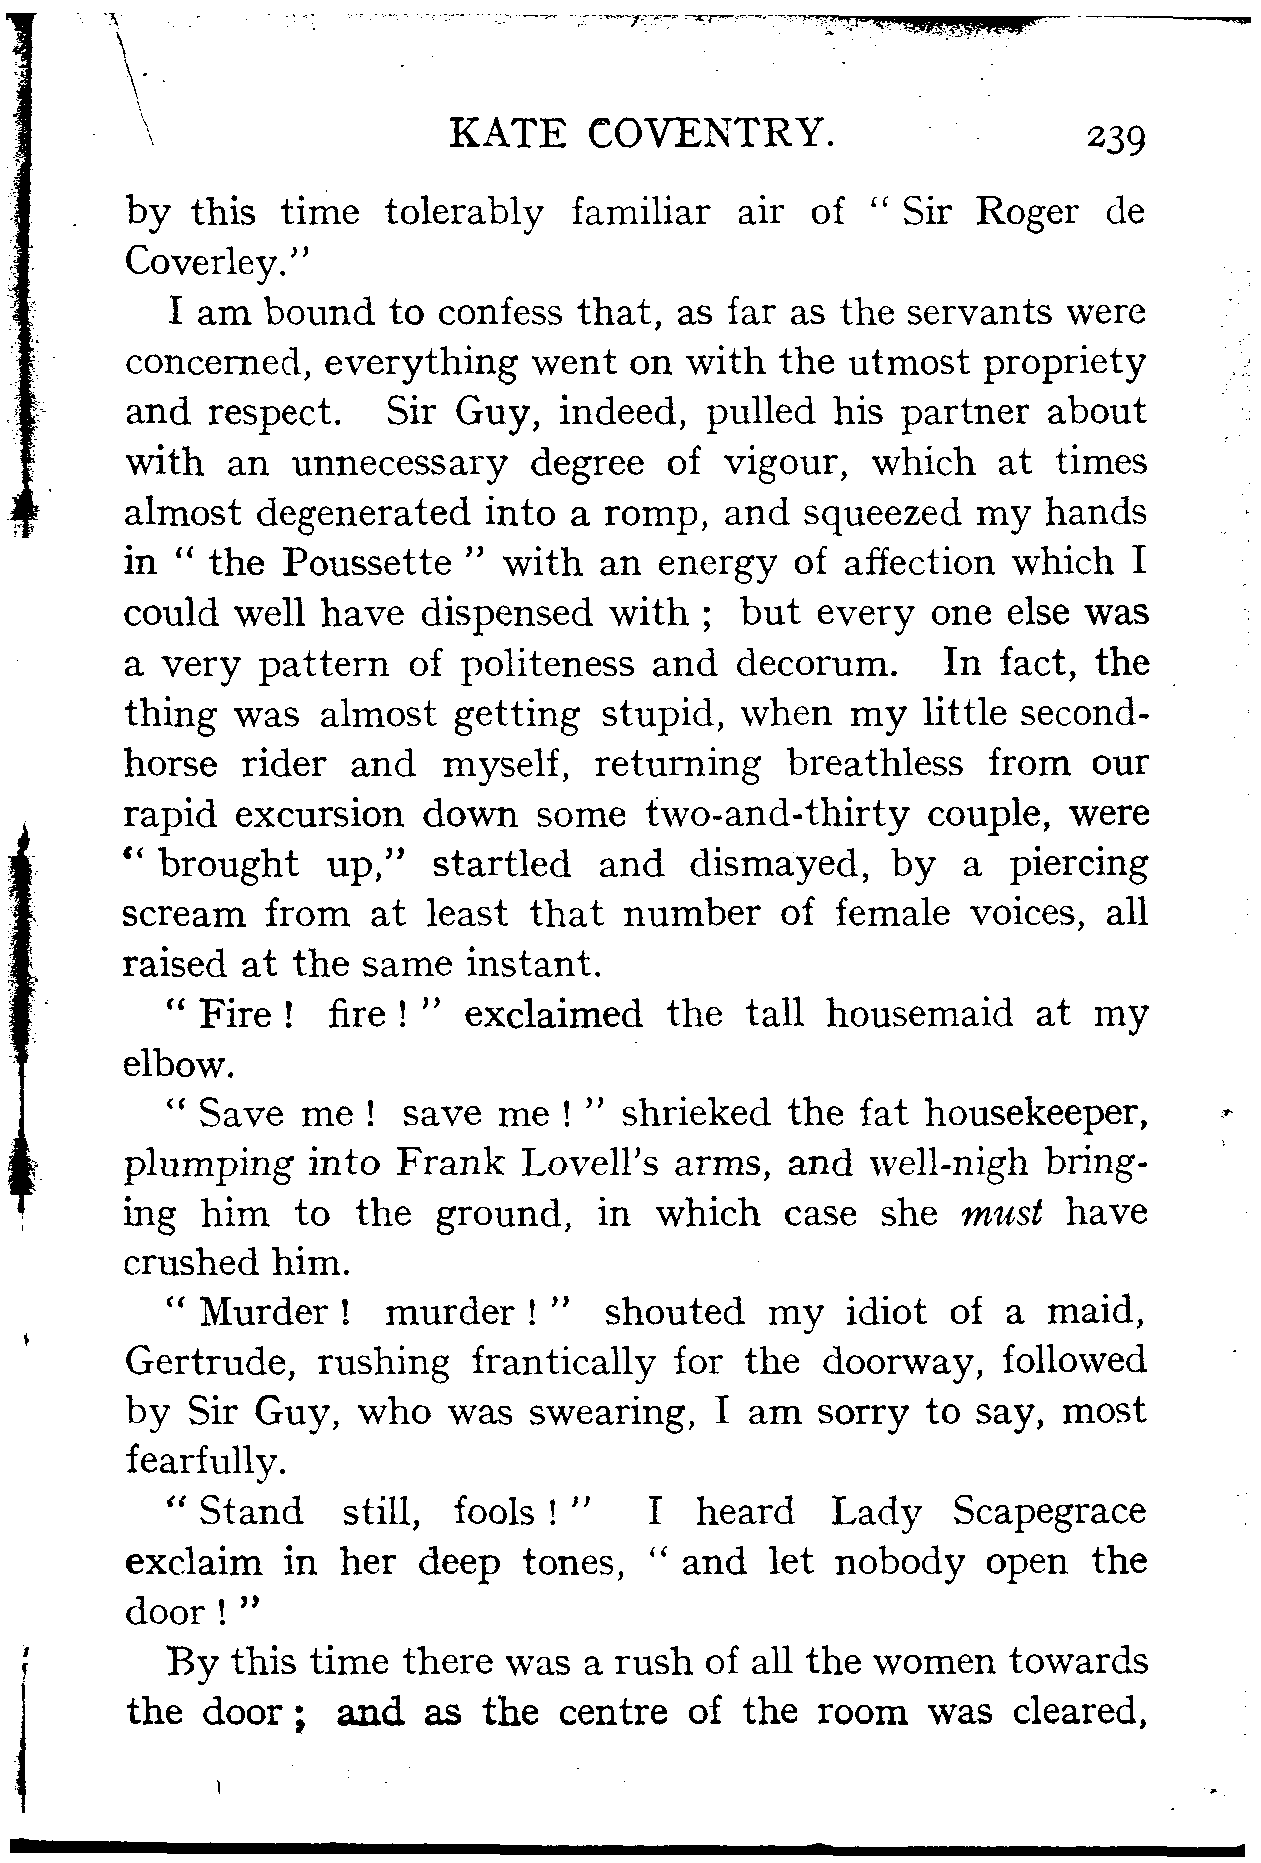 KATE COVENTRY. 239
by this time tolerably familiar air of " Sir Roger de
Coverley."
I am bound to confess that, as far as the servants were
concerned, everything went on with the utmost propriety
and respect. Sir Guy, indeed, pulled his partner about
with an unnecessary degree of vigour, which at times
almost degenerated into a romp, and squeezed my hands
in " the Poussette " with an energy of affection which I
could well have dispensed with ; but every one else was
a very pattern of politeness and decorum. In fact, the
thing was almost getting stupid, when my little second-
horse rider and myself, returning breathless from our
rapid excursion down some two-and-thirty couple, were
" brought up," startled and dismayed, by a piercing
scream from at least that number of female voices, all
raised at the same instant.
" Fire ! fire ! " exclaimed the tall housemaid at my
elbow.
" Save me ! save me ! " shrieked the fat housekeeper,
plumping into Frank Lovell's arms, and well-nigh bring-
ing him to the ground, in which case she must have
crushed him.
" Murder ! murder ! " shouted my idiot of a maid,
Gertrude, rushing frantically for the doorway, followed
by Sir Guy, who was swearing, I am sorry to say, most
fearfully.
" Stand still, fools ! " I heard Lady Scapegrace
exclaim in her deep tones, " and let nobody open the
door ! "
By this time there was a rush of all the women towards
the door ; and as the centre of the room was cleared,